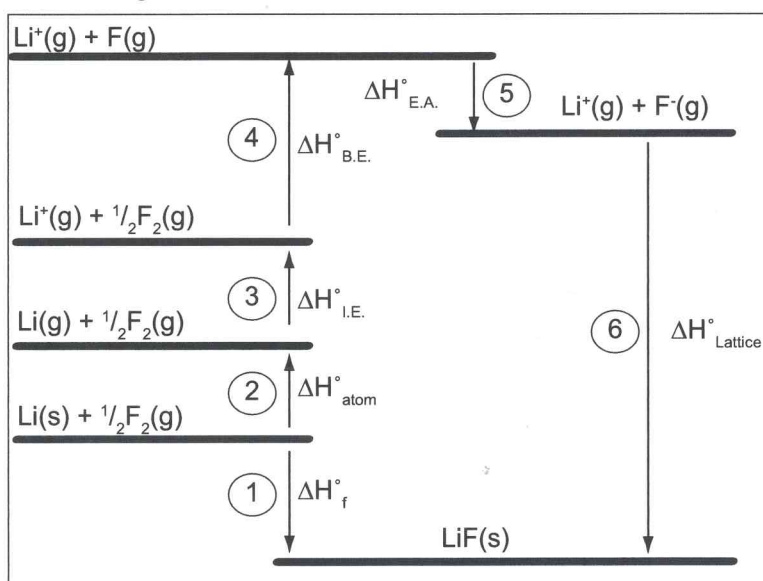 Li⁺(g) + F(g)
ΔH°E.A. 5
Li⁺(g) + F⁻(g)
4 ΔH°B.E.
Li⁺(g) + ¹/₂F₂(g)
3 ΔH°I.E.
Li(g) + ¹/₂F₂(g)
6 ΔH°Lattice
2 ΔH°atom
Li(s) + ¹/₂F₂(g)
1 ΔH°f
LiF(s)